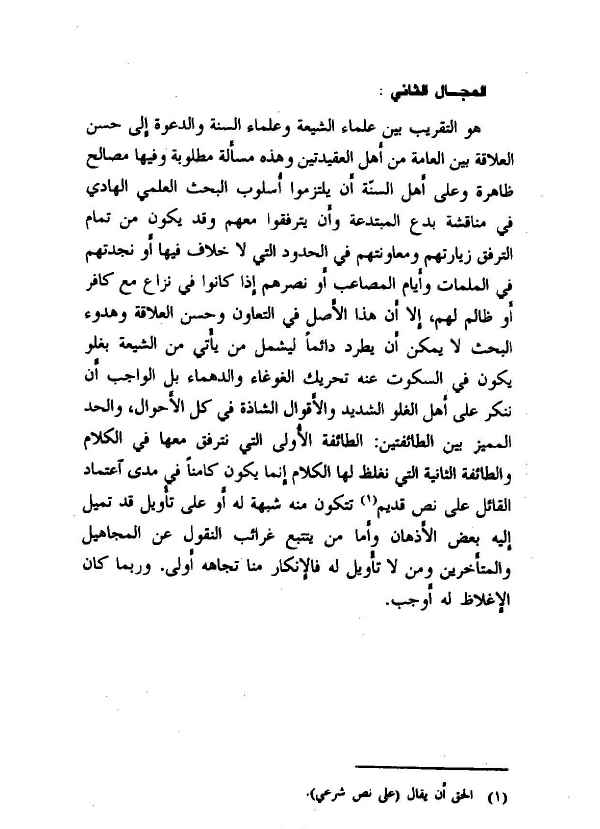 المجال الثاني :
هو التقريب بين علماء الشيعة وعلماء السنة والدعوة إلى حسن
العلاقة بين العامة من أهل العقيدتين وهذه مسألة مطلوبة وفيها مصالح
ظاهرة وعلى أهل السنّة أن يلتزموا أسلوب البحث العلمي الهادي
في مناقشة بدع المبتدعة وأن يترفقوا معهم وقد يكون من تمام
الترفق زيارتهم ومعاونتهم في الحدود التي لا خلاف فيها أو نجدتهم
في الملمات وأيام المصاعب أو نصرهم إذا كانوا في نزاع مع كافر
أو ظالم لهم، إلا أن هذا الأصل في التعاون وحسن العلاقة وهدوء
البحث لا يمكن أن يطرد دائماً ليشمل من يأتي من الشيعة بغلو
يكون في السكوت عنه تحريك الغوغاء والدهماء بل الواجب أن
ننكر على أهل الغلو الشديد والأقوال الشاذة في كل الأحوال، والحد
المميز بين الطائفتين: الطائفة الأولى التي نترفق معها في الكلام
والطائفة الثانية التي نغلظ لها الكلام إنما يكون كامناً في مدى اعتماد
القائل على نص قديم(١) تتكون منه شبهة له أو على تأويل قد تميل
إليه بعض الأذهان وأما من يتتبع غرائب النقول عن المجاهيل
والمتأخرين ومن لا تأويل له فالإنكار منا تجاهه أولى. وربما كان
الإغلاظ له أوجب.
(١) الحق أن يقال (على نص شرعي).